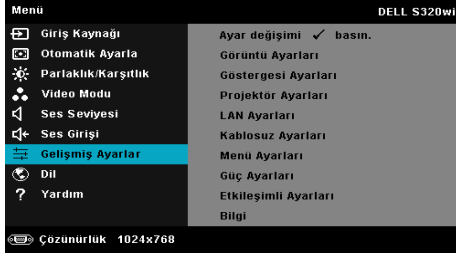 Menü DELL S320wi
Giriş Kaynağı
Otomatik Ayarla
Parlaklık/Karşıtlık
Video Modu
Ses Seviyesi
Ses Girişi
Gelişmiş Ayarlar
Dil
Yardım
Ayar değişimi ✓ basın.
Görüntü Ayarları
Göstergesi Ayarları
Projektör Ayarları
LAN Ayarları
Kablosuz Ayarları
Menü Ayarları
Güç Ayarları
Etkileşimli Ayarları
Bilgi
Çözünürlük 1024x768